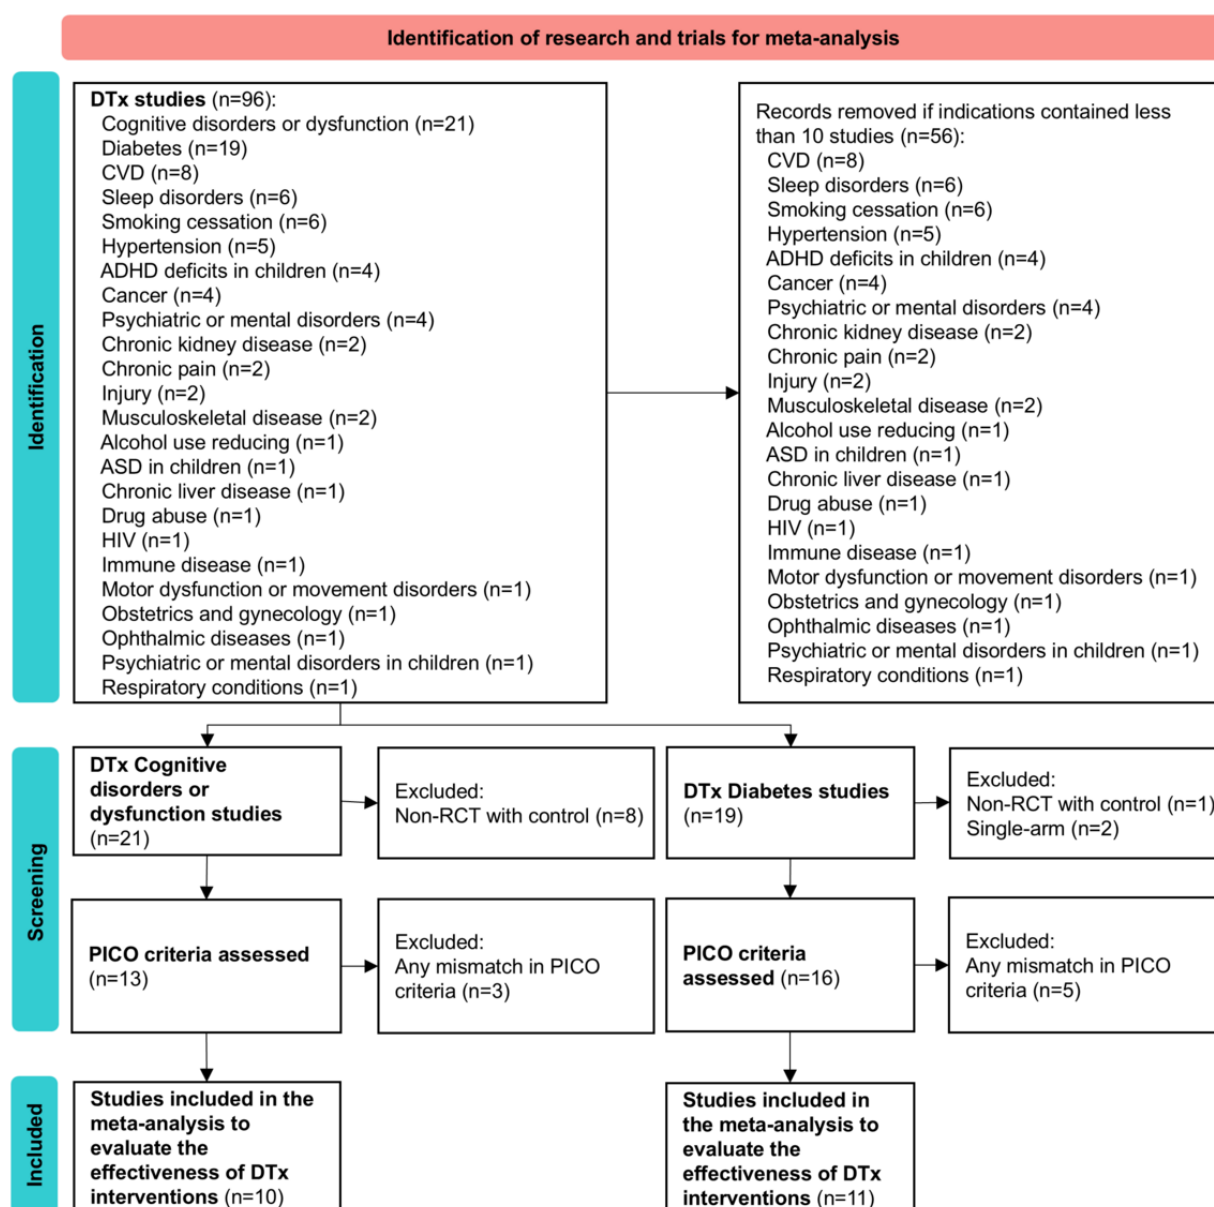 Identification of research and trials for meta-analysis
Identification
DTx studies (n=96):
Cognitive disorders or dysfunction (n=21)
Diabetes (n=19)
CVD (n=8)
Sleep disorders (n=6)
Smoking cessation (n=6)
Hypertension (n=5)
ADHD deficits in children (n=4)
Cancer (n=4)
Psychiatric or mental disorders (n=4)
Chronic kidney disease (n=2)
Chronic pain (n=2)
Injury (n=2)
Musculoskeletal disease (n=2)
Alcohol use reducing (n=1)
ASD in children (n=1)
Chronic liver disease (n=1)
Drug abuse (n=1)
HIV (n=1)
Immune disease (n=1)
Motor dysfunction or movement disorders (n=1)
Obstetrics and gynecology (n=1)
Ophthalmic diseases (n=1)
Psychiatric or mental disorders in children (n=1)
Respiratory conditions (n=1)
Records removed if indications contained less
than 10 studies (n=56):
CVD (n=8)
Sleep disorders (n=6)
Smoking cessation (n=6)
Hypertension (n=5)
ADHD deficits in children (n=4)
Cancer (n=4)
Psychiatric or mental disorders (n=4)
Chronic kidney disease (n=2)
Chronic pain (n=2)
Injury (n=2)
Musculoskeletal disease (n=2)
Alcohol use reducing (n=1)
ASD in children (n=1)
Chronic liver disease (n=1)
Drug abuse (n=1)
HIV (n=1)
Immune disease (n=1)
Motor dysfunction or movement disorders (n=1)
Obstetrics and gynecology (n=1)
Ophthalmic diseases (n=1)
Psychiatric or mental disorders in children (n=1)
Respiratory conditions (n=1)
Screening
DTx Cognitive
disorders or
dysfunction studies
(n=21)
Excluded:
Non-RCT with control (n=8)
DTx Diabetes studies
(n=19)
Excluded:
Non-RCT with control (n=1)
Single-arm (n=2)
PICO criteria assessed
(n=13)
Excluded:
Any mismatch in PICO
criteria (n=3)
PICO criteria
assessed (n=16)
Excluded:
Any mismatch in PICO
criteria (n=5)
Included
Studies included in the
meta-analysis to
evaluate the
effectiveness of DTx
interventions (n=10)
Studies included in
the meta-analysis to
evaluate the
effectiveness of DTx
interventions (n=11)